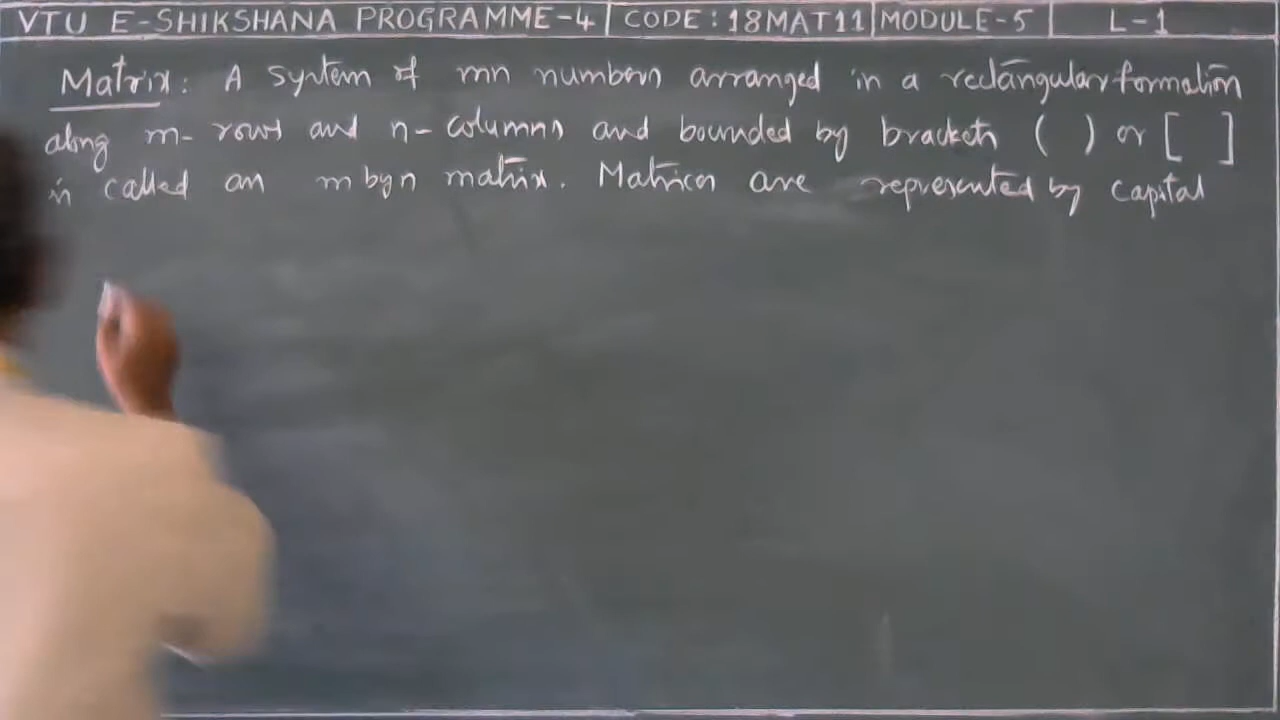 VTU E-SHIKSHANA PROGRAMME-4 CODE: 18MAT11 MODULE-5 L-1
Matrix: A system of mn numbers arranged in a rectangular formation
along m-rows and n-columns and bounded by brackets ( ) or [ ]
is called an m by n matrix. Matrices are represented by capital